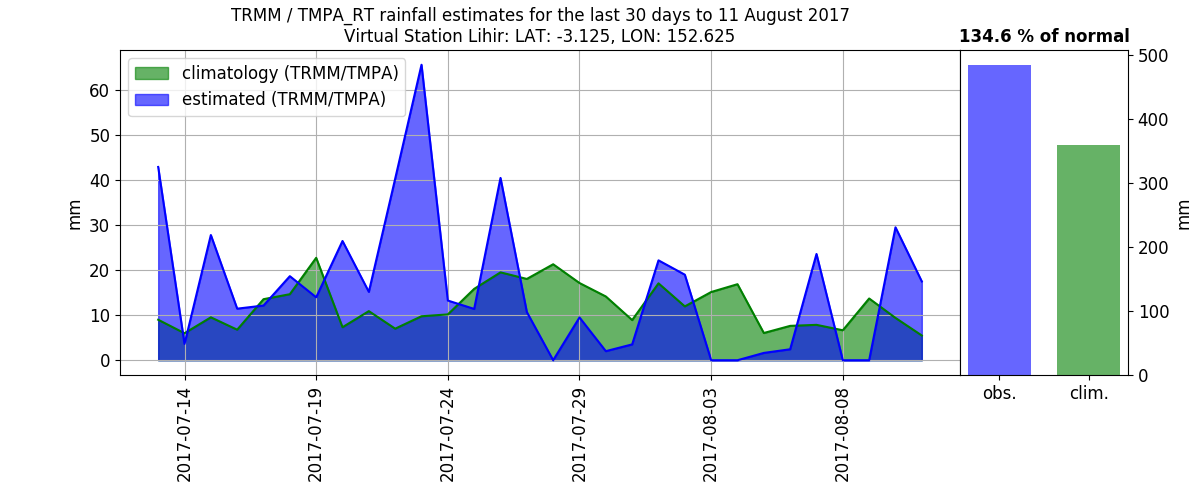 TRMM / TMPA_RT rainfall estimates for the last 30 days to 11 August 2017
Virtual Station Lihir: LAT: -3.125, LON: 152.625
134.6 % of normal
climatology (TRMM/TMPA)
estimated (TRMM/TMPA)
60
50
40
30
20
10
0
mm
2017-07-14
2017-07-19
2017-07-24
2017-07-29
2017-08-03
2017-08-08
500
400
300
200
100
0
mm
obs.
clim.